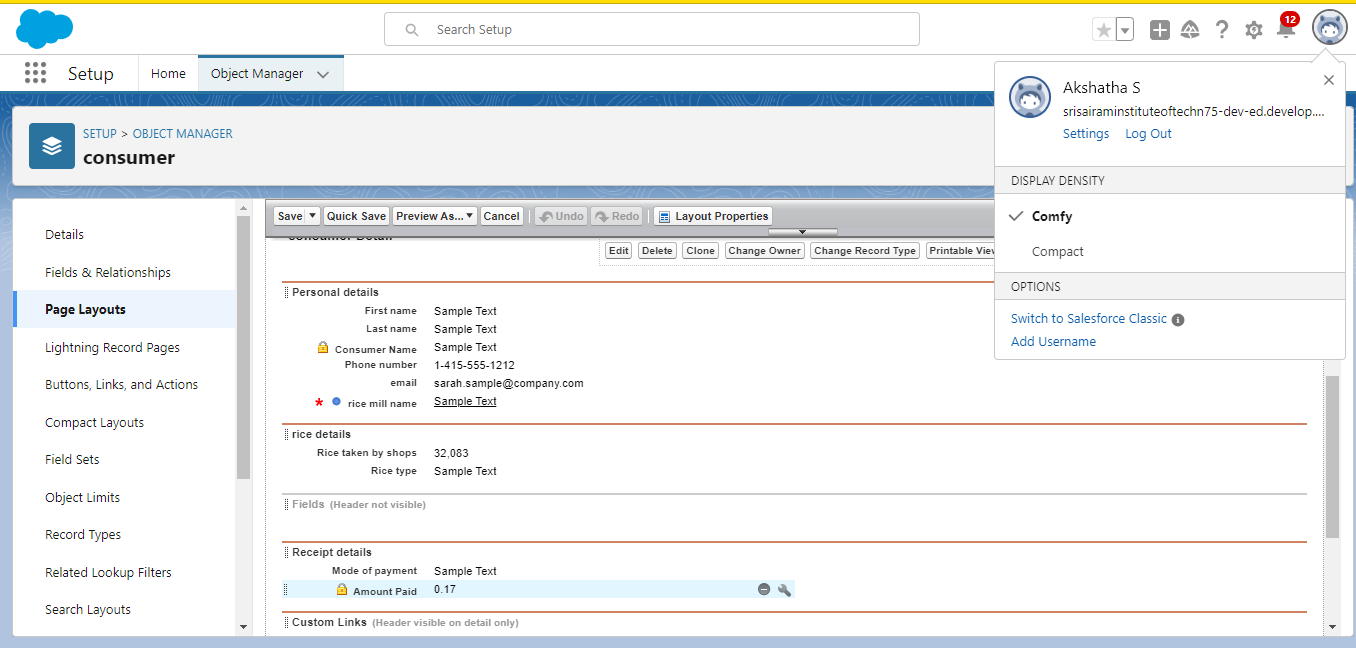 Search Setup
12
Setup
Home
Object Manager
Akshatha S
srisairaminstituteoftechn75-dev-ed.develop....
Settings Log Out
DISPLAY DENSITY
Comfy
Compact
OPTIONS
Switch to Salesforce Classic
Add Username
SETUP > OBJECT MANAGER
consumer
Details
Fields & Relationships
Page Layouts
Lightning Record Pages
Buttons, Links, and Actions
Compact Layouts
Field Sets
Object Limits
Record Types
Related Lookup Filters
Search Layouts
Save Quick Save Preview As... Cancel Undo Redo Layout Properties
Consumer Detail
Edit Delete Clone Change Owner Change Record Type Printable View
Personal details
First name Sample Text
Last name Sample Text
Consumer Name Sample Text
Phone number 1-415-555-1212
email sarah.sample@company.com
* rice mill name Sample Text
rice details
Rice taken by shops 32,083
Rice type Sample Text
Fields (Header not visible)
Receipt details
Mode of payment Sample Text
Amount Paid 0.17
Custom Links (Header visible on detail only)